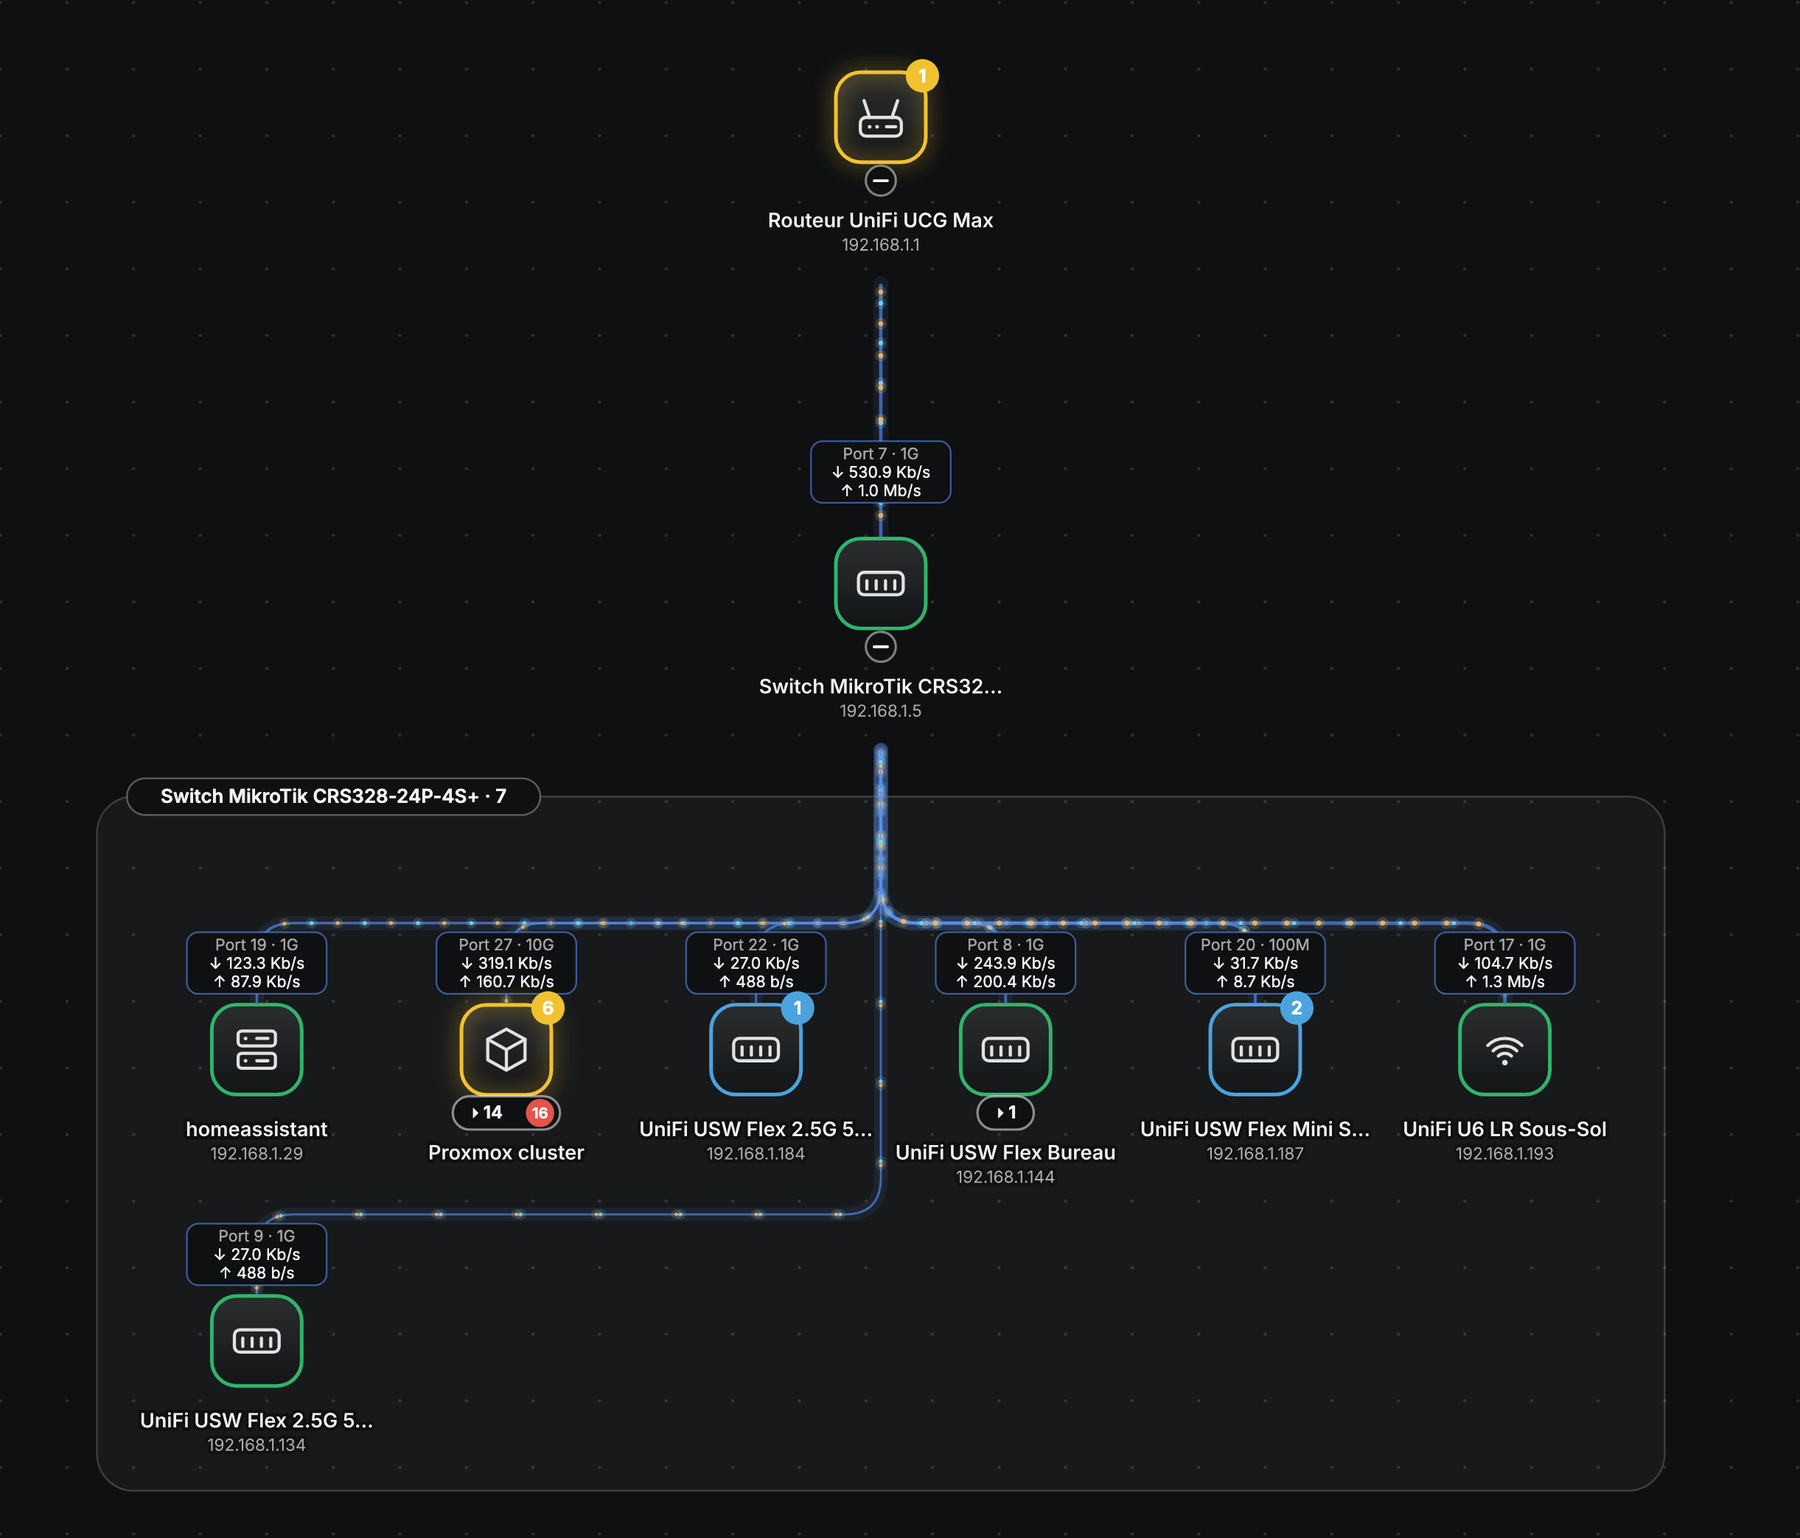 1
Routeur UniFi UCG Max
192.168.1.1
Port 7 · 1G
↓ 530.9 Kb/s
↑ 1.0 Mb/s
Switch MikroTik CRS32...
192.168.1.5
Switch MikroTik CRS328-24P-4S+ · 7
Port 19 · 1G
↓ 123.3 Kb/s
↑ 87.9 Kb/s
homeassistant
192.168.1.29
Port 27 · 10G
↓ 319.1 Kb/s
↑ 160.7 Kb/s
6
14
16
Proxmox cluster
Port 22 · 1G
↓ 27.0 Kb/s
↑ 488 b/s
1
UniFi USW Flex 2.5G 5...
192.168.1.184
Port 8 · 1G
↓ 243.9 Kb/s
↑ 200.4 Kb/s
1
UniFi USW Flex Bureau
192.168.1.144
Port 20 · 100M
↓ 31.7 Kb/s
↑ 8.7 Kb/s
2
UniFi USW Flex Mini S...
192.168.1.187
Port 17 · 1G
↓ 104.7 Kb/s
↑ 1.3 Mb/s
UniFi U6 LR Sous-Sol
192.168.1.193
Port 9 · 1G
↓ 27.0 Kb/s
↑ 488 b/s
UniFi USW Flex 2.5G 5...
192.168.1.134